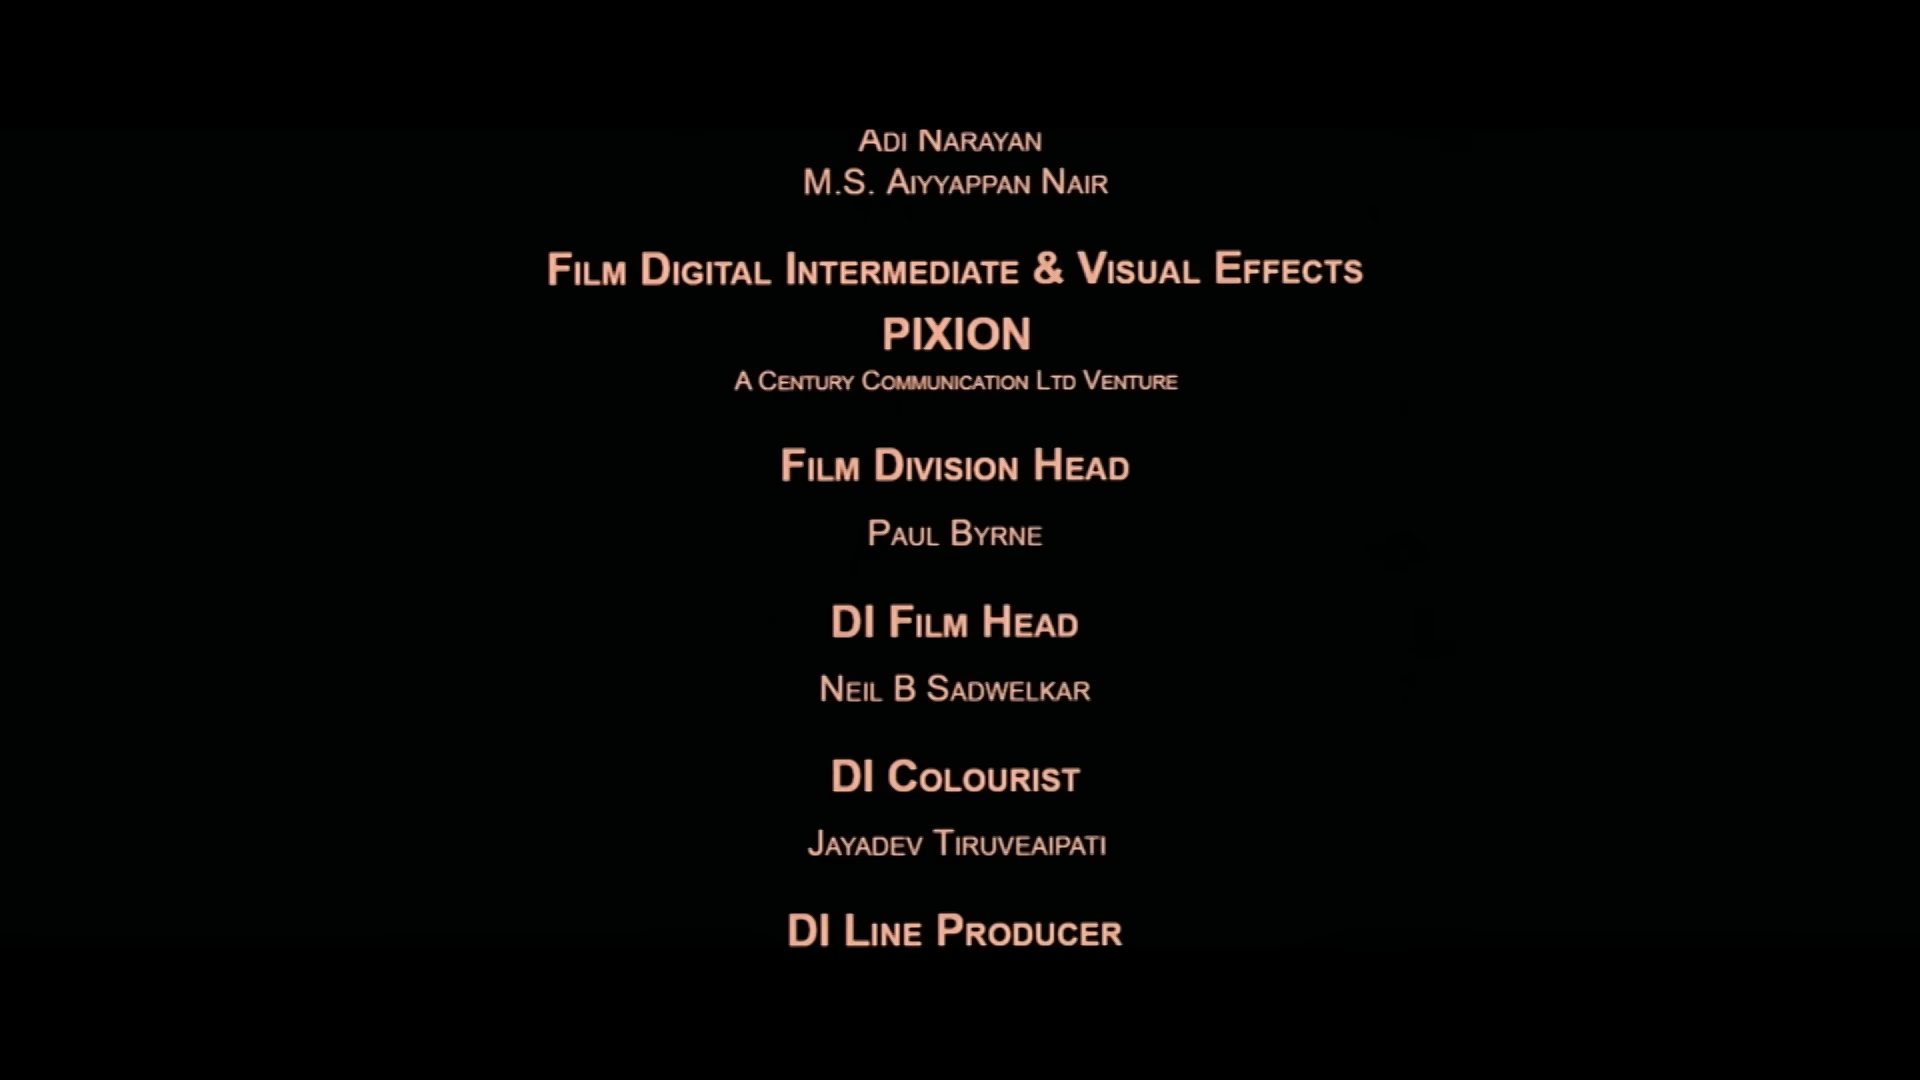 Adi Narayan
M.S. Aiyyappan Nair
Film Digital Intermediate & Visual Effects
PIXION
A Century Communication Ltd Venture
Film Division Head
Paul Byrne
DI Film Head
Neil B Sadwelkar
DI Colourist
Jayadev Tiruveaipati
DI Line Producer